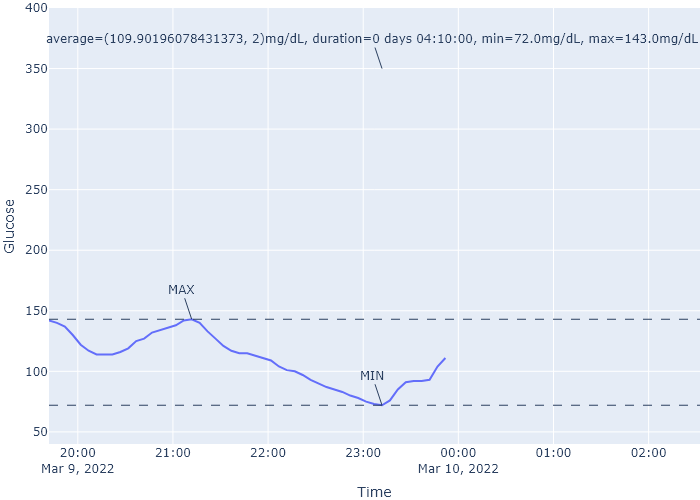 400
average=(109.90196078431373, 2)mg/dL, duration=0 days 04:10:00, min=72.0mg/dL, max=143.0mg/dL
350
300
250
200
150
100
50
Glucose
MAX
MIN
20:00 21:00 22:00 23:00 00:00 01:00 02:00
Mar 9, 2022 Mar 10, 2022
Time